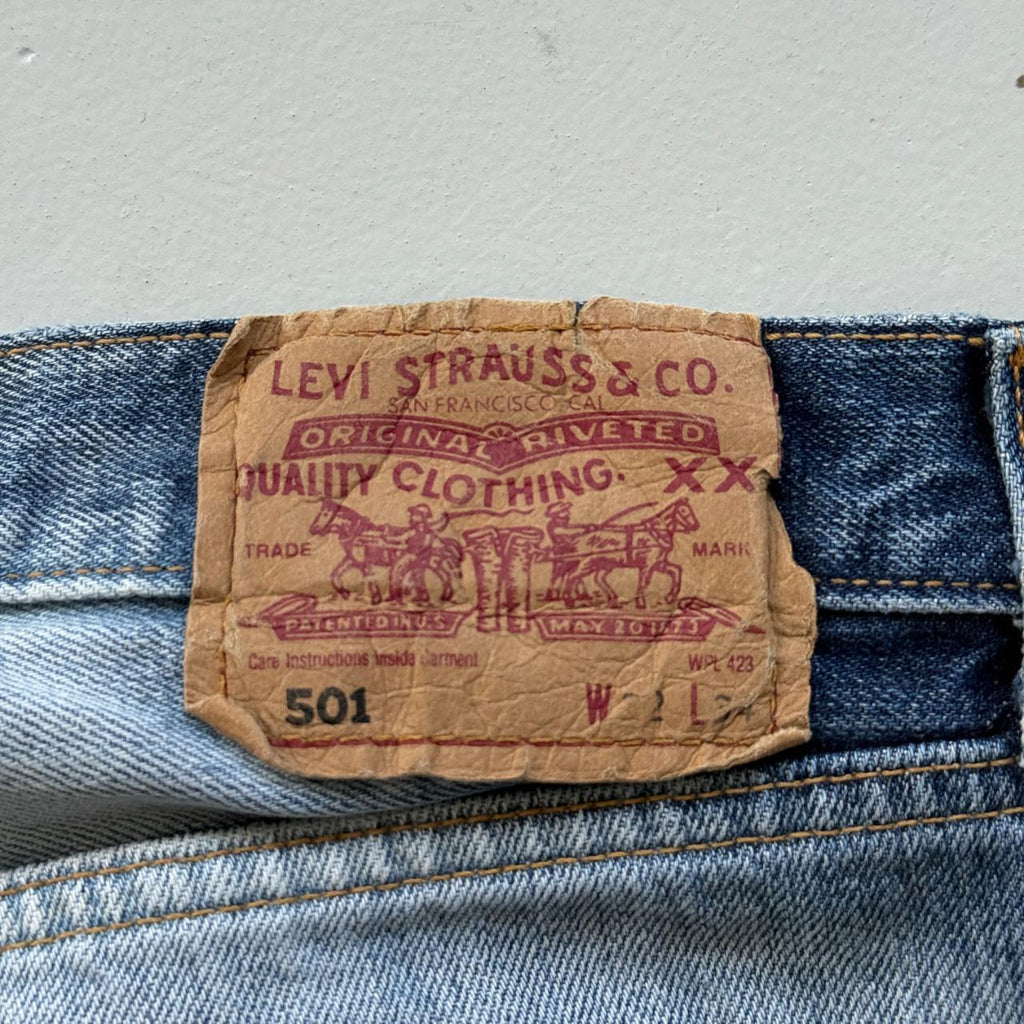 LEVI STRAUSS & CO.
SAN FRANCISCO CAL
ORIGINAL RIVETED
QUALITY CLOTHING. XX
TRADE MARK
PATENTED IN U.S. MAY 20 1873
Care Instructions Inside Garment WPL 423
501 W L34